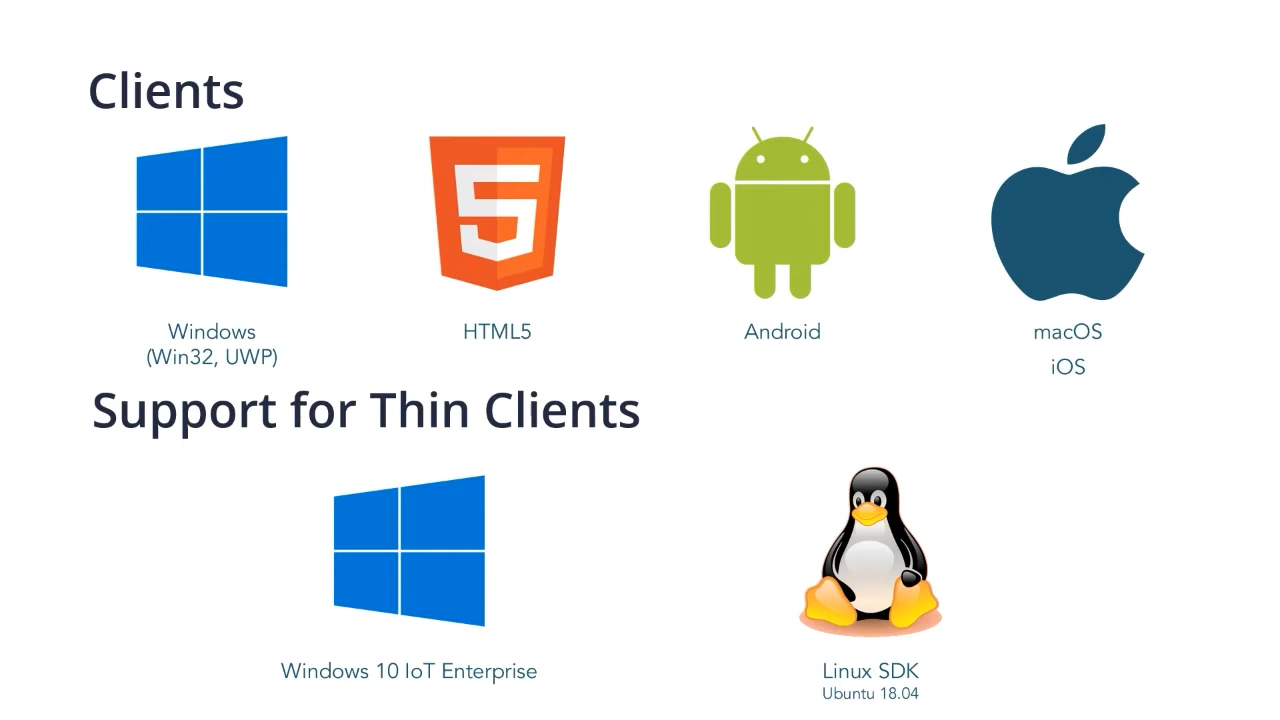 Clients
Windows
(Win32, UWP)
HTML5
Android
macOS
iOS
Support for Thin Clients
Windows 10 IoT Enterprise
Linux SDK
Ubuntu 18.04